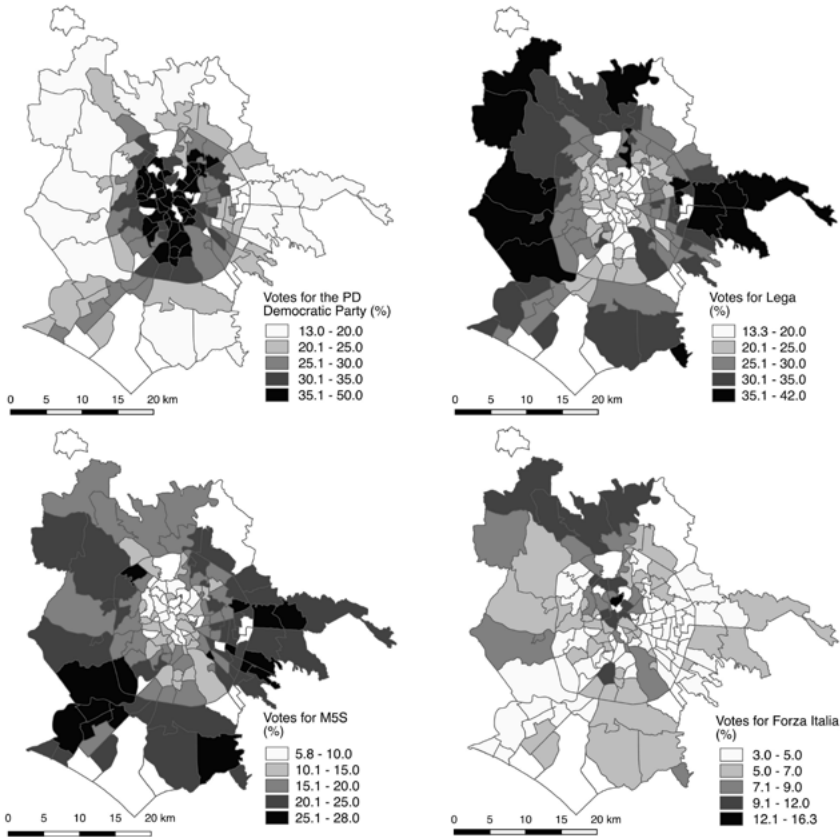 Votes for the PD
Democratic Party (%)
13.0 - 20.0
20.1 - 25.0
25.1 - 30.0
30.1 - 35.0
35.1 - 50.0
0 5 10 15 20 km
Votes for Lega
(%)
13.3 - 20.0
20.1 - 25.0
25.1 - 30.0
30.1 - 35.0
35.1 - 42.0
0 5 10 15 20 km
Votes for M5S
(%)
5.8 - 10.0
10.1 - 15.0
15.1 - 20.0
20.1 - 25.0
25.1 - 28.0
0 5 10 15 20 km
Votes for Forza Italia
(%)
3.0 - 5.0
5.0 - 7.0
7.1 - 9.0
9.1 - 12.0
12.1 - 16.3
0 5 10 15 20 km